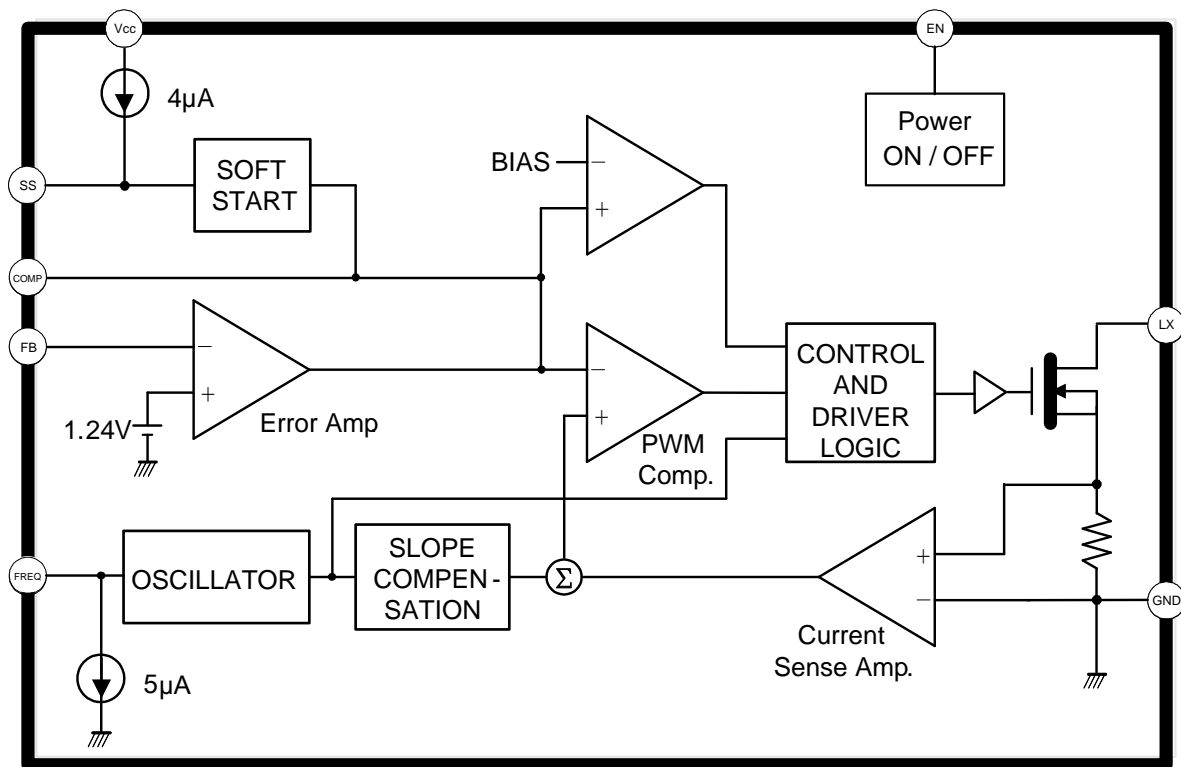 Vcc
EN
4µA
Power
ON / OFF
SS
SOFT
START
BIAS
−
+
COMP
FB
−
+
1.24V
Error Amp
−
+
PWM
Comp.
CONTROL
AND
DRIVER
LOGIC
LX
FREQ
OSCILLATOR
SLOPE
COMPEN -
SATION
Σ
+
−
Current
Sense Amp.
GND
5µA